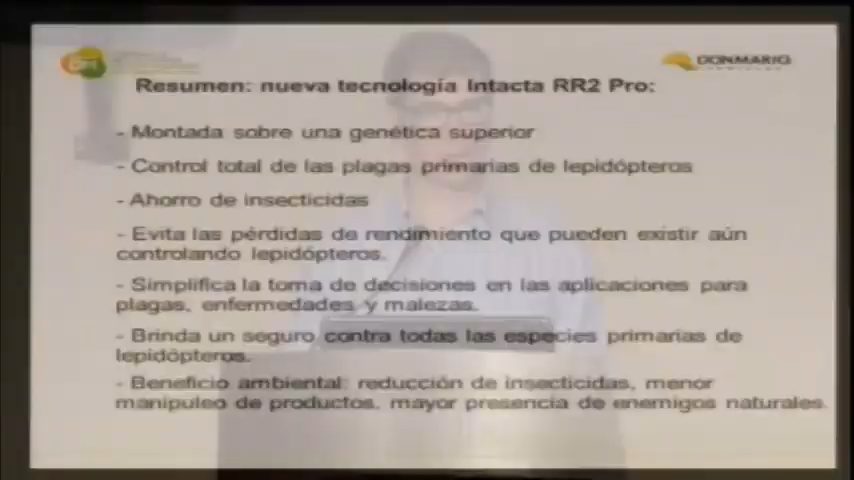 DONMARIO
Resumen: nueva tecnología Intacta RR2 Pro:
- Montada sobre una genética superior
- Control total de las plagas primarias de lepidópteros
- Ahorro de insecticidas
- Evita las pérdidas de rendimiento que pueden existir aún
controlando lepidópteros.
- Simplifica la toma de decisiones en las aplicaciones para
plagas, enfermedades y malezas.
- Brinda un seguro contra todas las especies primarias de
lepidópteros.
- Beneficio ambiental: reducción de insecticidas, menor
manipuleo de productos, mayor presencia de enemigos naturales.